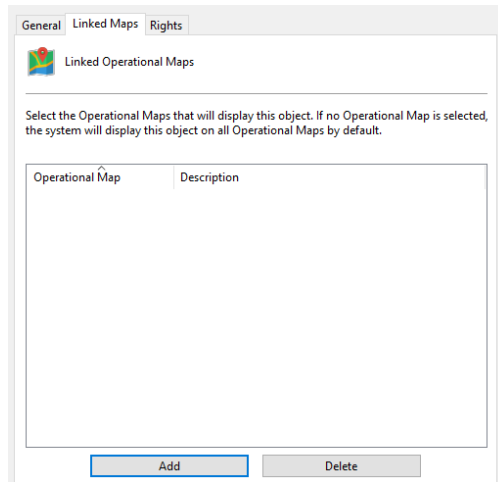 General Linked Maps Rights
Linked Operational Maps
Select the Operational Maps that will display this object. If no Operational Map is selected,
the system will display this object on all Operational Maps by default.
Operational Map Description
Add Delete